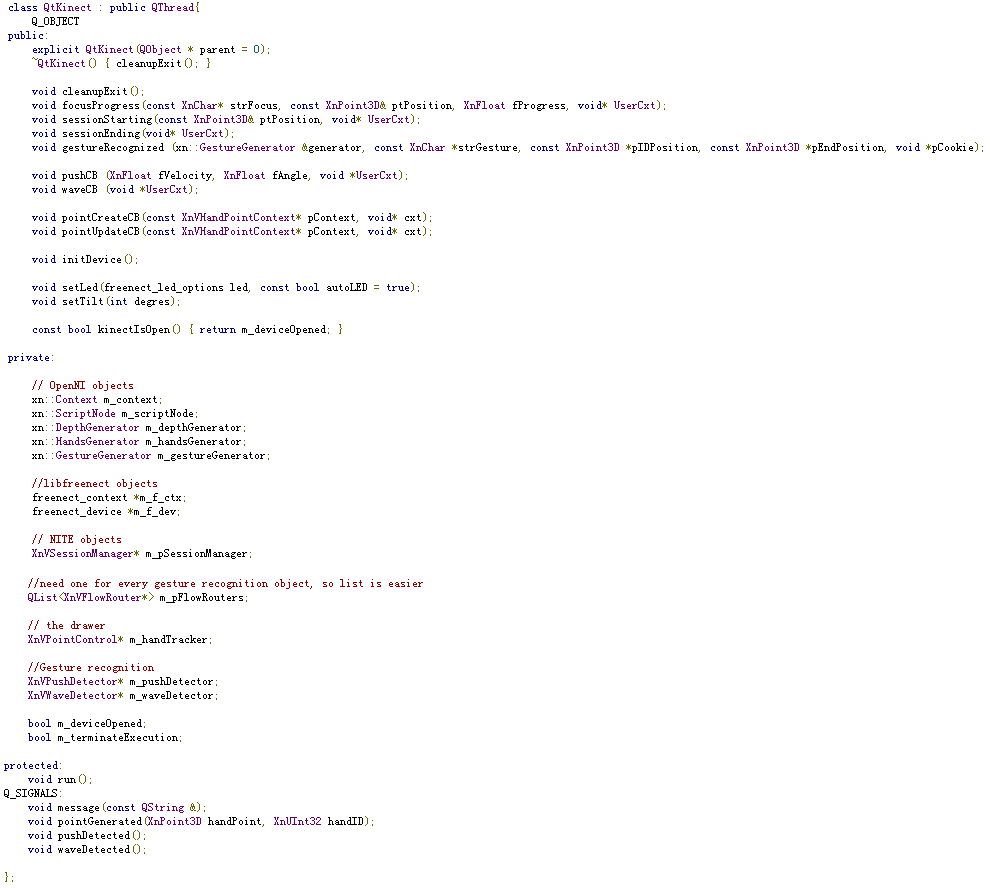 class QtKinect : public QThread{
Q_OBJECT
public:
explicit QtKinect(QObject * parent = 0);
~QtKinect() { cleanupExit(); }
void cleanupExit();
void focusProgress(const XnChar* strFocus, const XnPoint3D& ptPosition, XnFloat fProgress, void* UserCxt);
void sessionStarting(const XnPoint3D& ptPosition, void* UserCxt);
void sessionEnding(void* UserCxt);
void gestureRecognized (xn::GestureGenerator &generator, const XnChar *strGesture, const XnPoint3D *pIDPosition, const XnPoint3D *pEndPosition, void *pCookie);
void pushCB (XnFloat fVelocity, XnFloat fAngle, void *UserCxt);
void waveCB (void *UserCxt);
void pointCreateCB(const XnVHandPointContext* pContext, void* cxt);
void pointUpdateCB(const XnVHandPointContext* pContext, void* cxt);
void initDevice();
void setLed(freenect_led_options led, const bool autoLED = true);
void setTilt(int degres);
const bool kinectIsOpen() { return m_deviceOpened; }
private:
// OpenNI objects
xn::Context m_context;
xn::ScriptNode m_scriptNode;
xn::DepthGenerator m_depthGenerator;
xn::HandsGenerator m_handsGenerator;
xn::GestureGenerator m_gestureGenerator;
//libfreenect objects
freenect_context *m_f_ctx;
freenect_device *m_f_dev;
// NITE objects
XnVSessionManager* m_pSessionManager;
//need one for every gesture recognition object, so list is easier
QList<XnVFlowRouter*> m_pFlowRouters;
// the drawer
XnVPointControl* m_handTracker;
//Gesture recognition
XnVPushDetector* m_pushDetector;
XnVWaveDetector* m_waveDetector;
bool m_deviceOpened;
bool m_terminateExecution;
protected:
void run();
Q_SIGNALS:
void message(const QString &);
void pointGenerated(XnPoint3D handPoint, XnUInt32 handID);
void pushDetected();
void waveDetected();
};